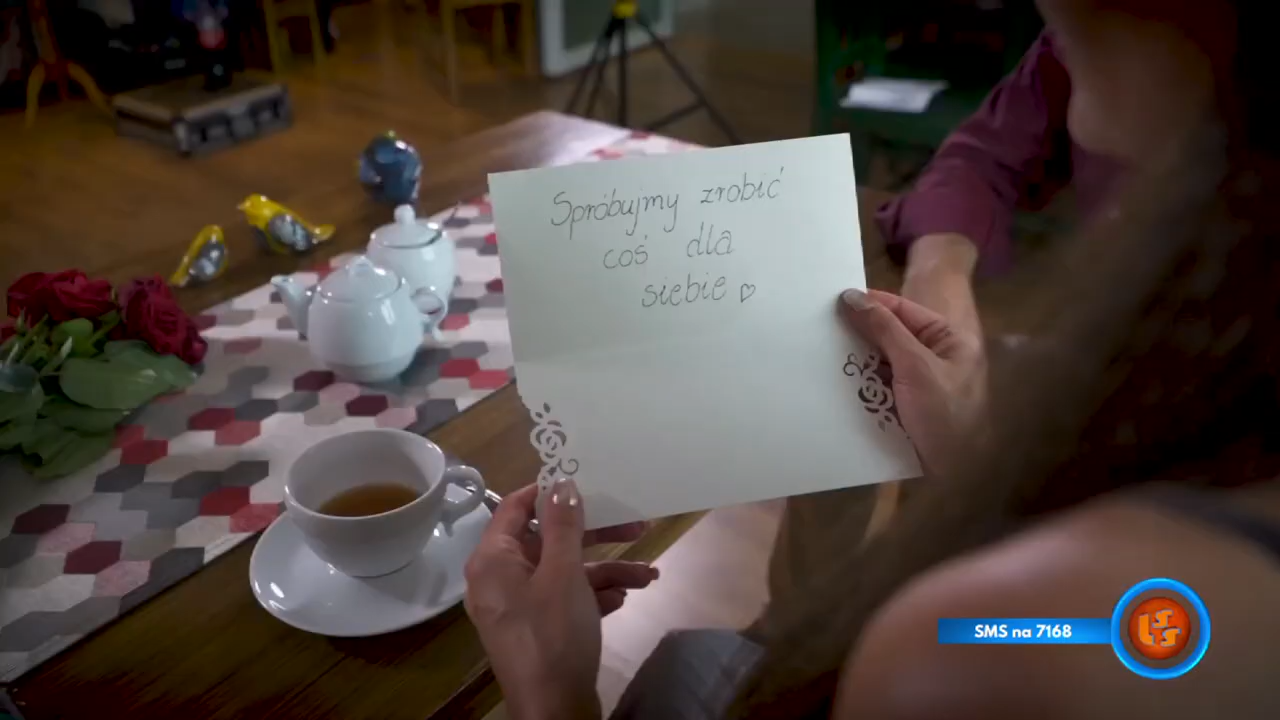 Spróbujmy zrobić
coś dla
siebie ♡
SMS na 7168